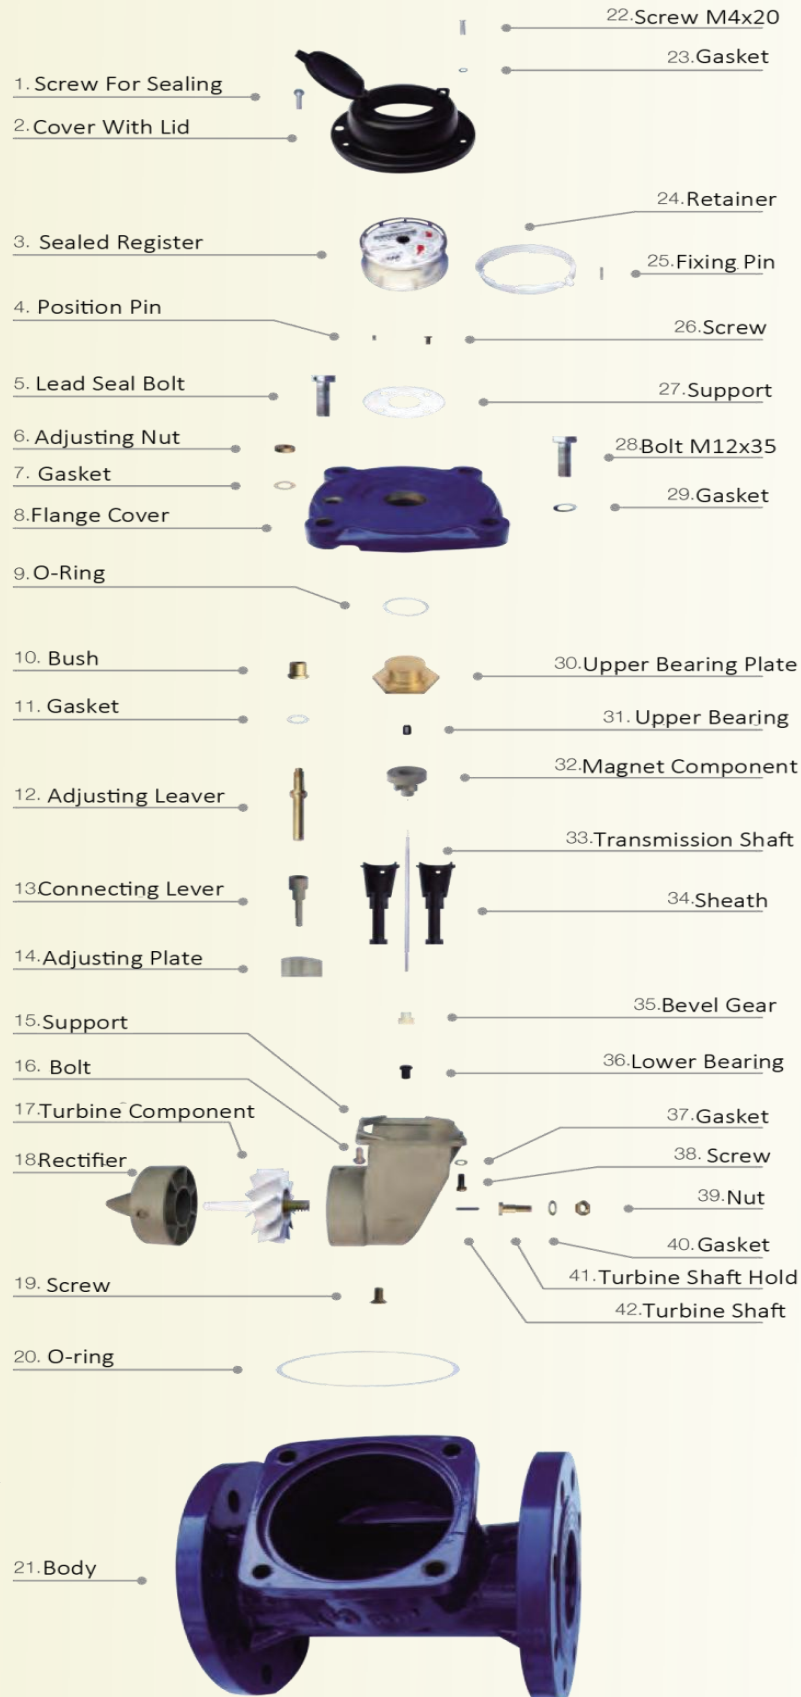 1. Screw For Sealing
2. Cover With Lid
3. Sealed Register
4. Position Pin
5. Lead Seal Bolt
6. Adjusting Nut
7. Gasket
8.Flange Cover
9.O-Ring
10. Bush
11. Gasket
12. Adjusting Leaver
13.Connecting Lever
14.Adjusting Plate
15.Support
16. Bolt
17.Turbine Component
18.Rectifier
19. Screw
20. O-ring
21.Body
22.Screw M4x20
23.Gasket
24.Retainer
25.Fixing Pin
26.Screw
27.Support
28.Bolt M12x35
29.Gasket
30.Upper Bearing Plate
31. Upper Bearing
32.Magnet Component
33.Transmission Shaft
34.Sheath
35.Bevel Gear
36.Lower Bearing
37.Gasket
38. Screw
39.Nut
40.Gasket
41.Turbine Shaft Hold
42.Turbine Shaft